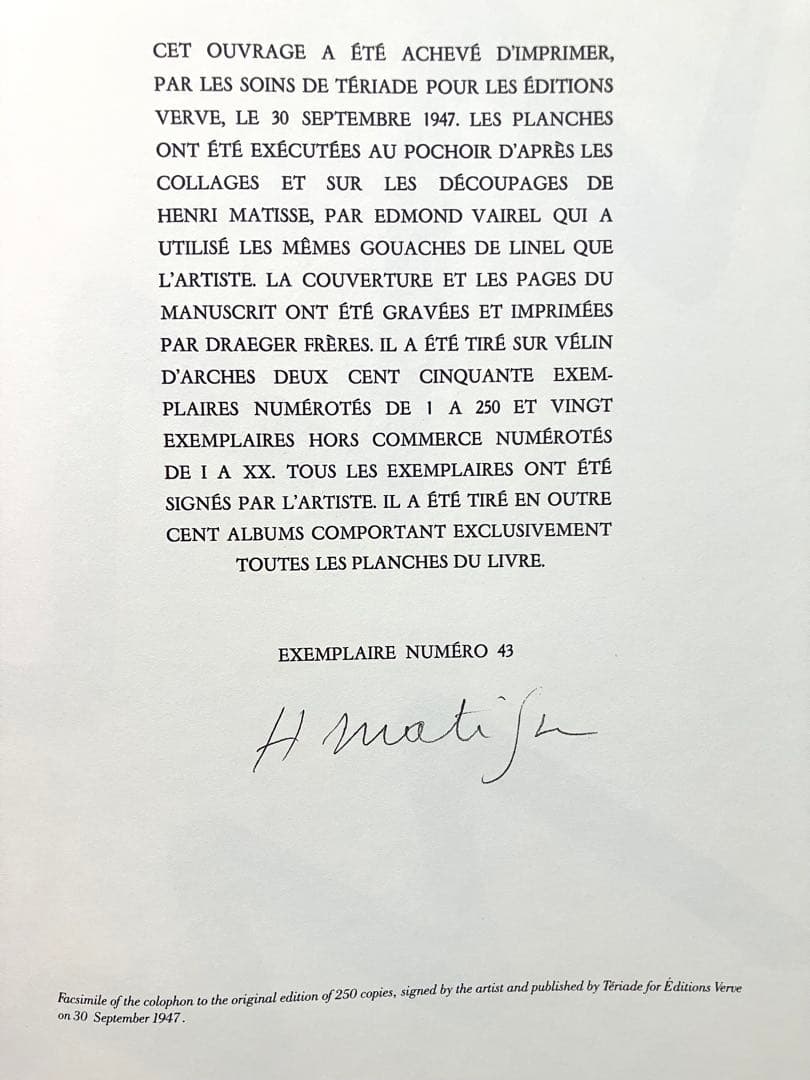 CET OUVRAGE A ÉTÉ ACHEVÉ D'IMPRIMER,
PAR LES SOINS DE TÉRIADE POUR LES ÉDITIONS
VERVE, LE 30 SEPTEMBRE 1947. LES PLANCHES
ONT ÉTÉ EXÉCUTÉES AU POCHOIR D'APRÈS LES
COLLAGES ET SUR LES DÉCOUPAGES DE
HENRI MATISSE, PAR EDMOND VAIREL QUI A
UTILISÉ LES MÊMES GOUACHES DE LINEL QUE
L'ARTISTE. LA COUVERTURE ET LES PAGES DU
MANUSCRIT ONT ÉTÉ GRAVÉES ET IMPRIMÉES
PAR DRAEGER FRÈRES. IL A ÉTÉ TIRÉ SUR VÉLIN
D'ARCHES DEUX CENT CINQUANTE EXEM-
PLAIRES NUMÉROTÉS DE 1 A 250 ET VINGT
EXEMPLAIRES HORS COMMERCE NUMÉROTÉS
DE I A XX. TOUS LES EXEMPLAIRES ONT ÉTÉ
SIGNÉS PAR L'ARTISTE. IL A ÉTÉ TIRÉ EN OUTRE
CENT ALBUMS COMPORTANT EXCLUSIVEMENT
TOUTES LES PLANCHES DU LIVRE.
EXEMPLAIRE NUMÉRO 43
H Matisse
Facsimile of the colophon to the original edition of 250 copies, signed by the artist and published by Tériade for Éditions Verve
on 30 September 1947.